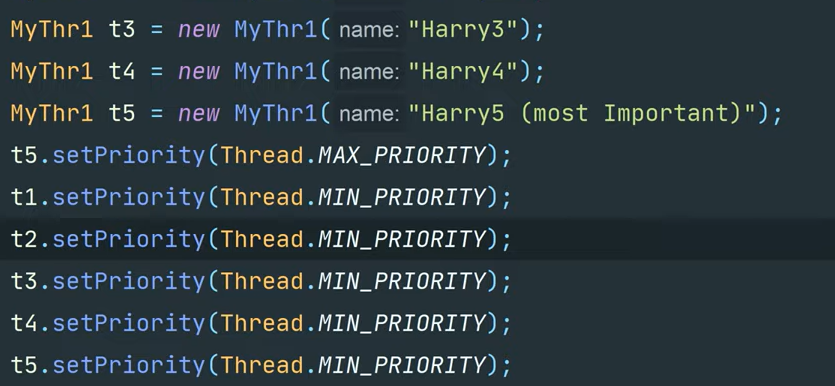 MyThr1 t3 = new MyThr1( name: "Harry3");
MyThr1 t4 = new MyThr1( name: "Harry4");
MyThr1 t5 = new MyThr1( name: "Harry5 (most Important)");
t5.setPriority(Thread.MAX_PRIORITY);
t1.setPriority(Thread.MIN_PRIORITY);
t2.setPriority(Thread.MIN_PRIORITY);
t3.setPriority(Thread.MIN_PRIORITY);
t4.setPriority(Thread.MIN_PRIORITY);
t5.setPriority(Thread.MIN_PRIORITY);